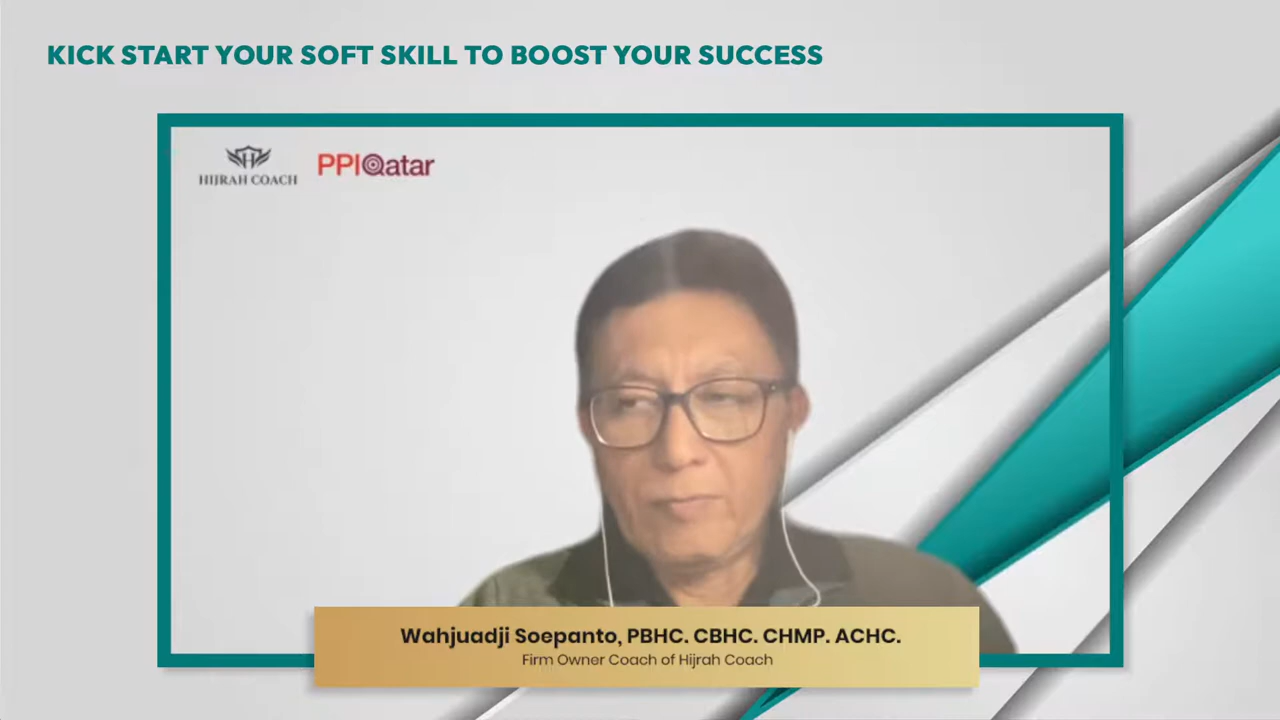 KICK START YOUR SOFT SKILL TO BOOST YOUR SUCCESS
HIJRAH COACH
PPIQatar
Wahjuadji Soepanto, PBHC. CBHC. CHMP. ACHC.
Firm Owner Coach of Hijrah Coach